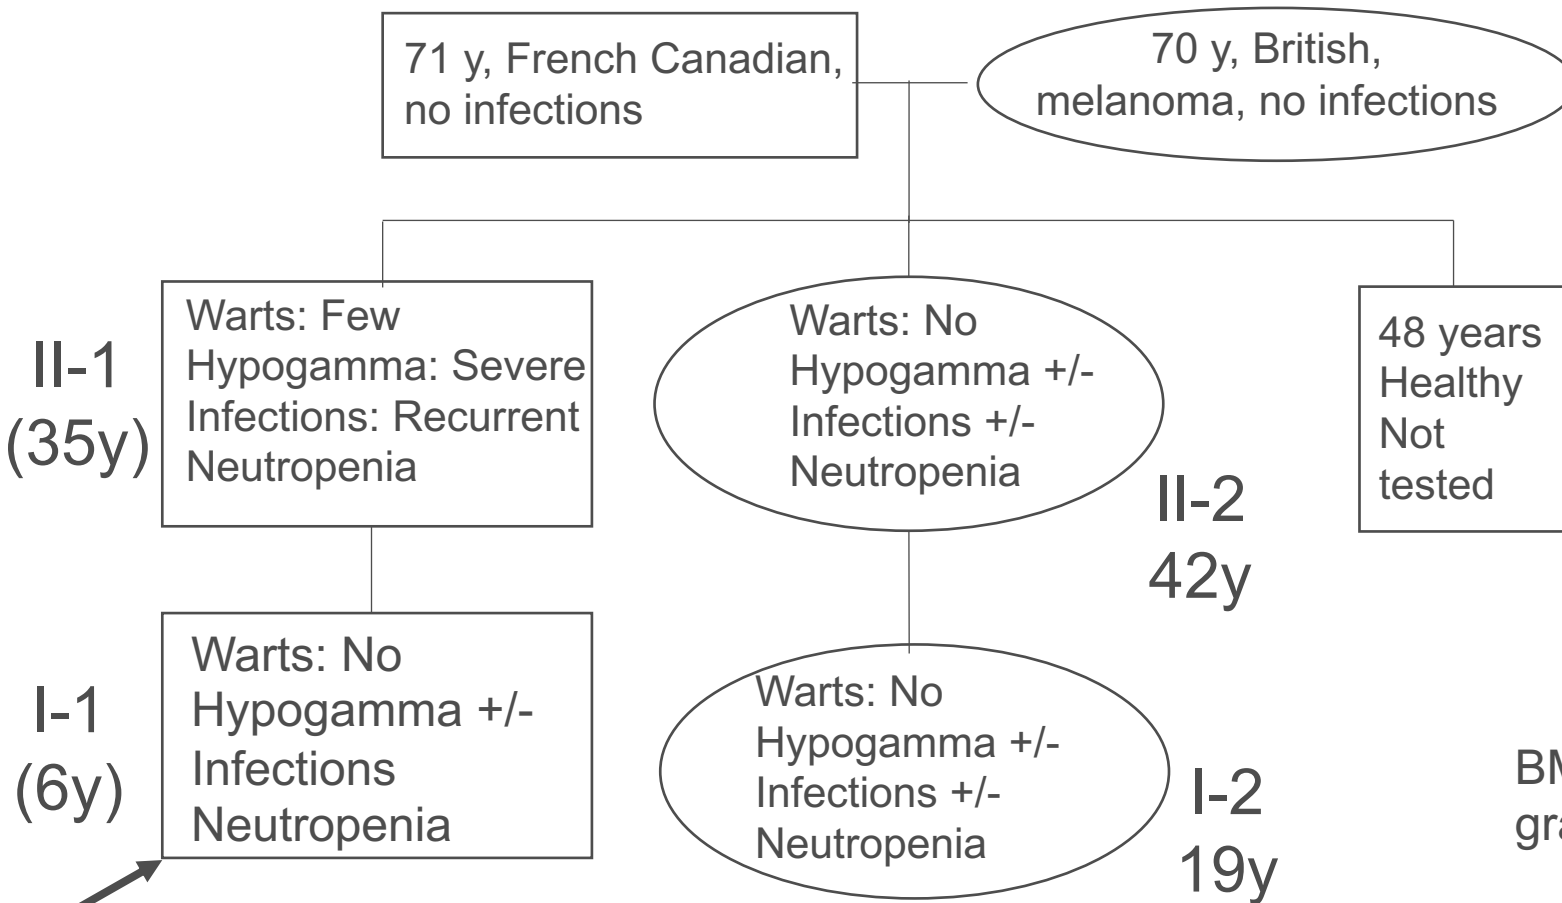 71 y, French Canadian,
no infections
70 y, British,
melanoma, no infections
II-1
(35y)
Warts: Few
Hypogamma: Severe
Infections: Recurrent
Neutropenia
Warts: No
Hypogamma +/-
Infections +/-
Neutropenia
II-2
42y
48 years
Healthy
Not
tested
I-1
(6y)
Warts: No
Hypogamma +/-
Infections
Neutropenia
Warts: No
Hypogamma +/-
Infections +/-
Neutropenia
I-2
19y